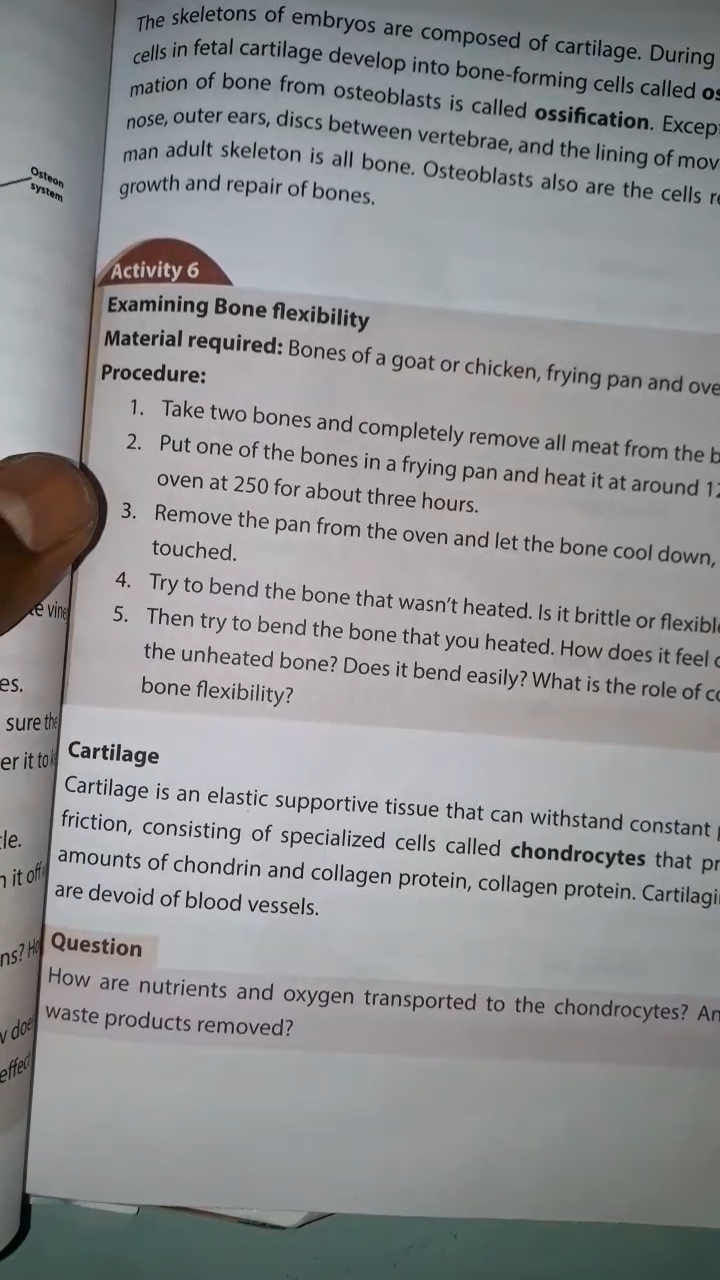 The skeletons of embryos are composed of cartilage. During
cells in fetal cartilage develop into bone-forming cells called
mation of bone from osteoblasts is called ossification.
nose, outer ears, discs between vertebrae, and the lining of
man adult skeleton is all bone. Osteoblasts also are the cells
growth and repair of bones.
Osteon
system
Activity 6
Examining Bone flexibility
Material required: Bones of a goat or chicken, frying pan and
Procedure:
1. Take two bones and completely remove all meat from the
2. Put one of the bones in a frying pan and heat it at around
oven at 250 for about three hours.
3. Remove the pan from the oven and let the bone cool down,
touched.
4. Try to bend the bone that wasn't heated. Is it brittle or
5. Then try to bend the bone that you heated. How does it feel
the unheated bone? Does it bend easily? What is the role of
bone flexibility?
Cartilage
Cartilage is an elastic supportive tissue that can withstand constant
friction, consisting of specialized cells called chondrocytes that
amounts of chondrin and collagen protein, collagen protein.
are devoid of blood vessels.
Question
How are nutrients and oxygen transported to the chondrocytes?
waste products removed?
sure the
er it to
it off